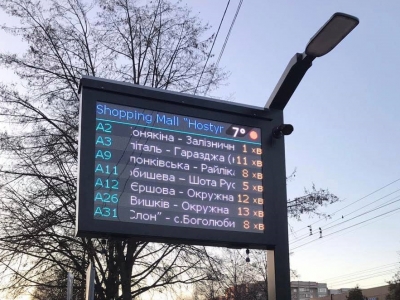 Shopping Mall "Hostyr 7°
A2 онякіна - Залізничн 1 хв
A3 піталь - Гаразджа (к 11 хв
A9 лонківська - Райлік 8 хв
A11 обишева - Шота Рус 5 хв
A12 Єршова - Окружна 12 хв
A26 Вишків - Окружна 13 хв
A31 Слон" - с.Боголюби 8 хв